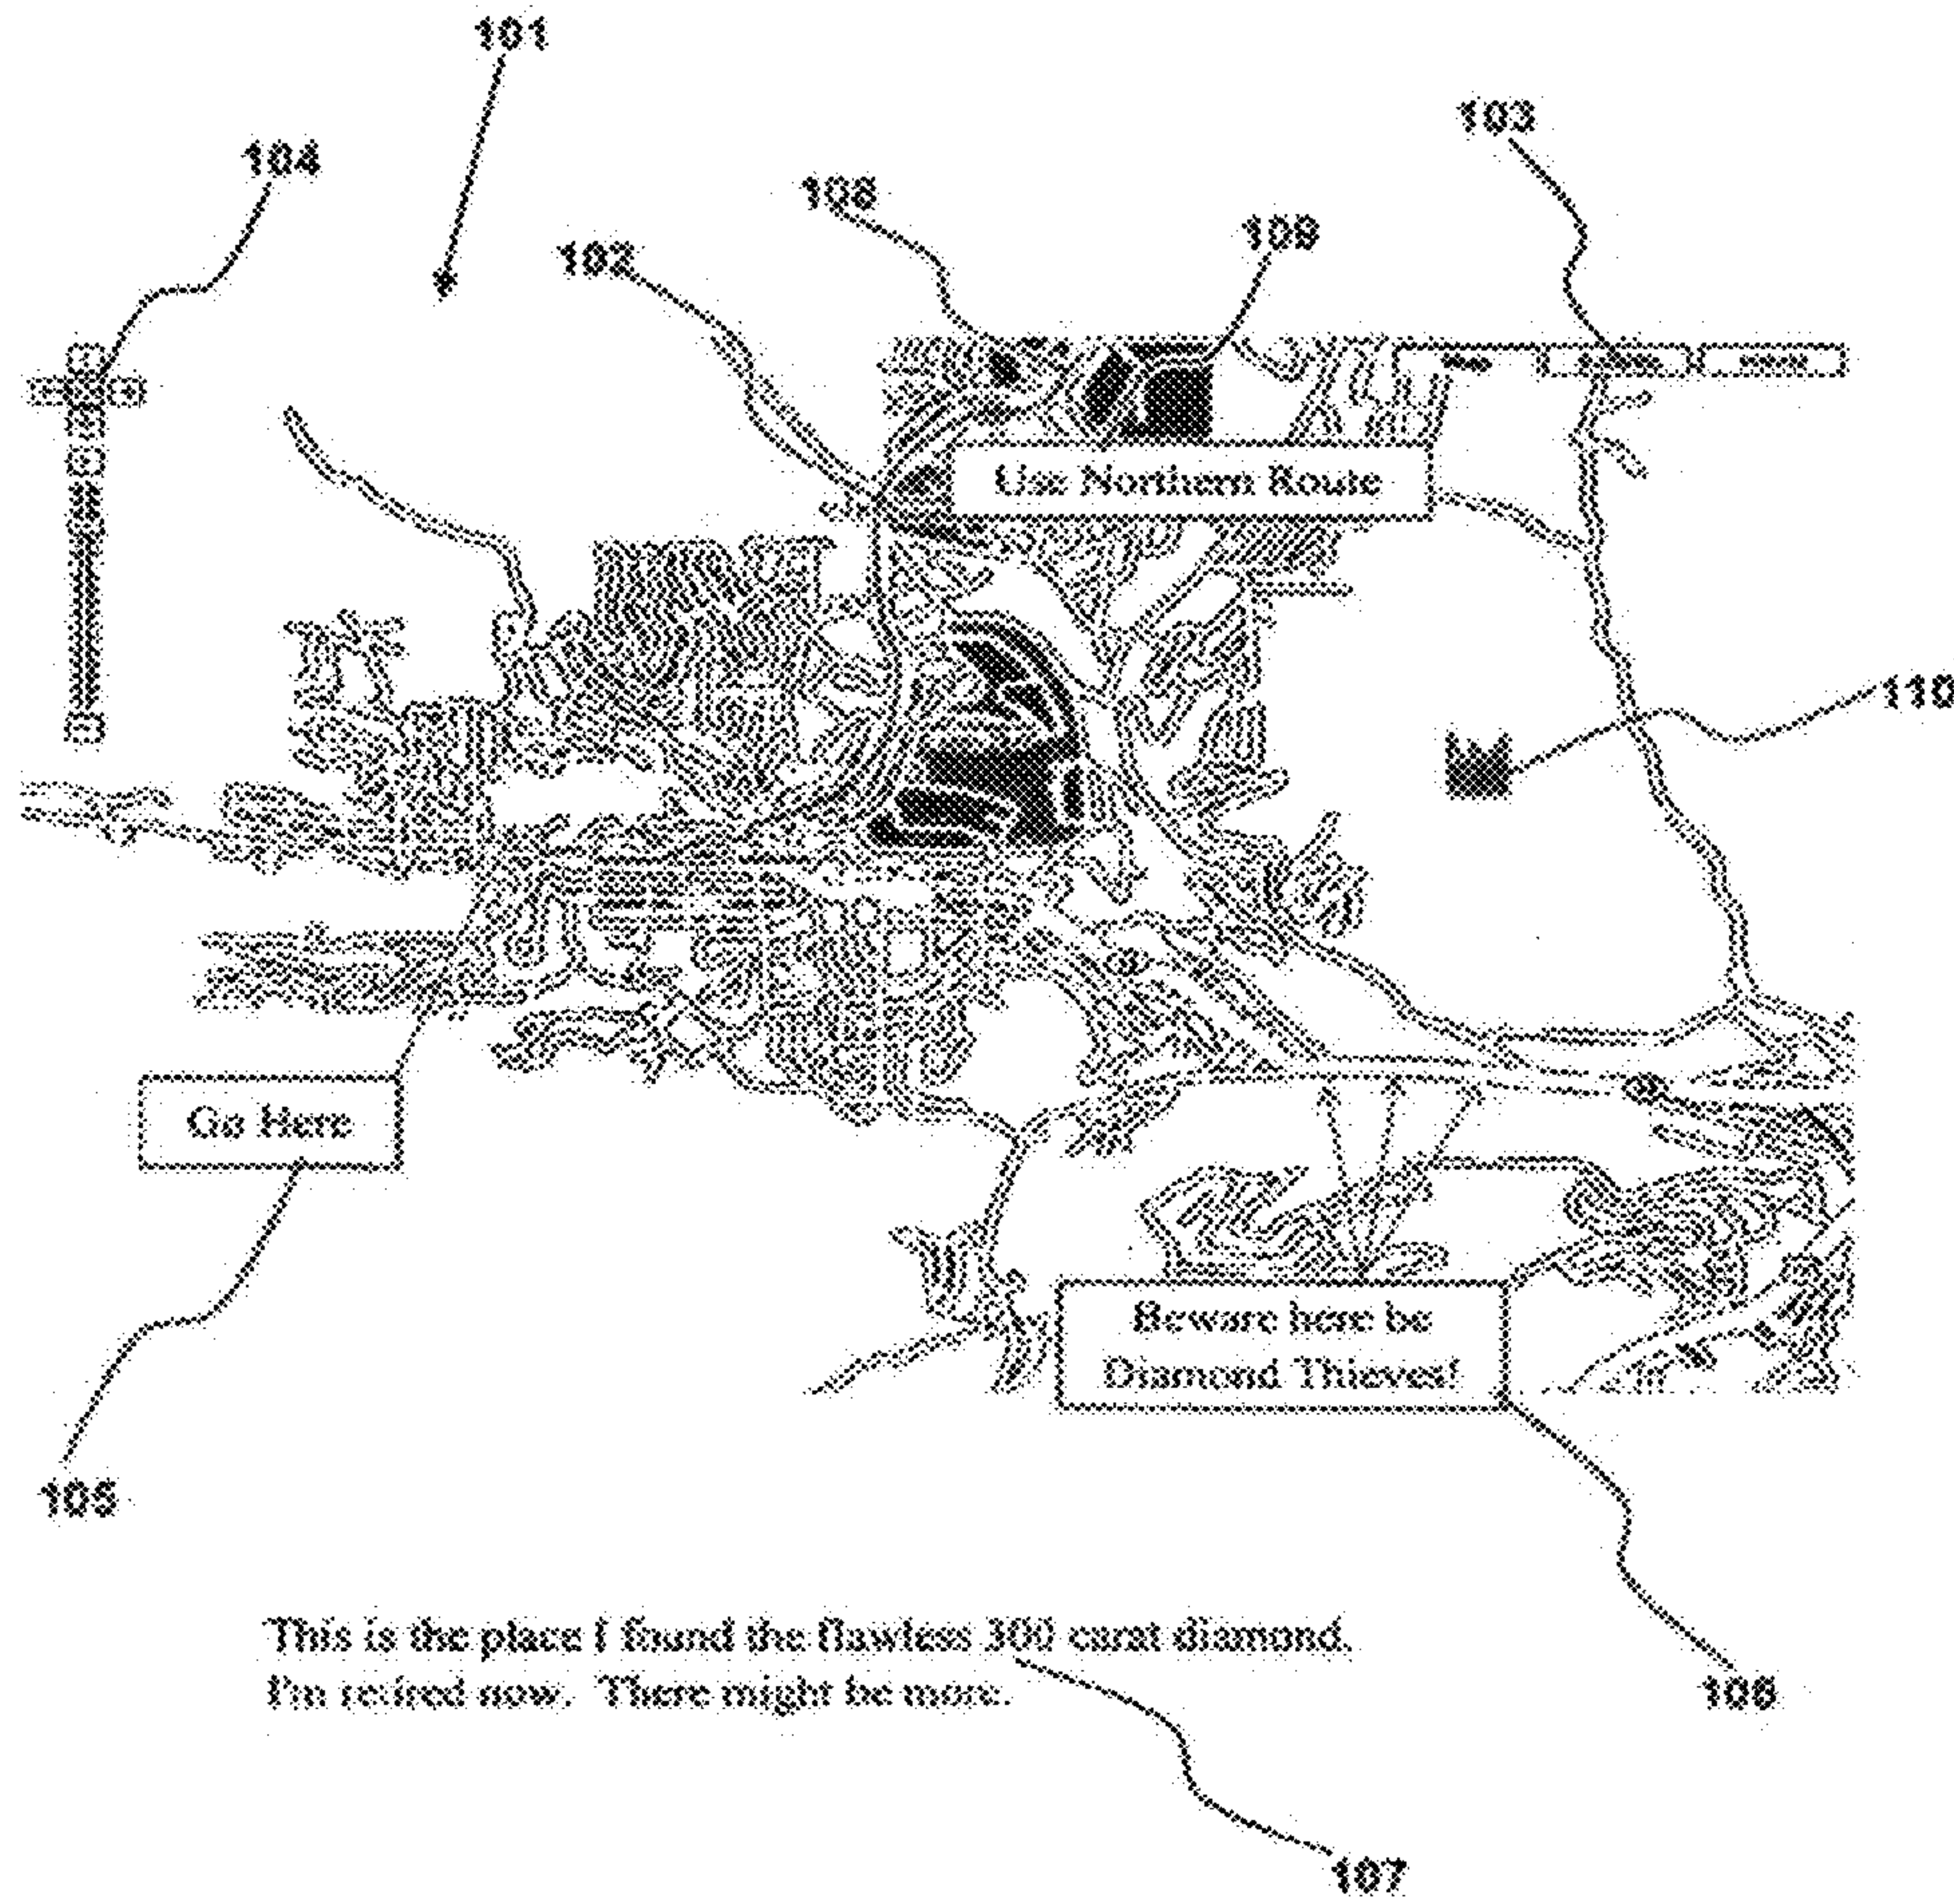 101
103
104
108
109
102
Map
Use Northern Route
110
Go Here
Beware here be
Diamond Thieves!
105
This is the place I found the flawless 300 carat diamond.
I'm retired now. There might be more.
106
107